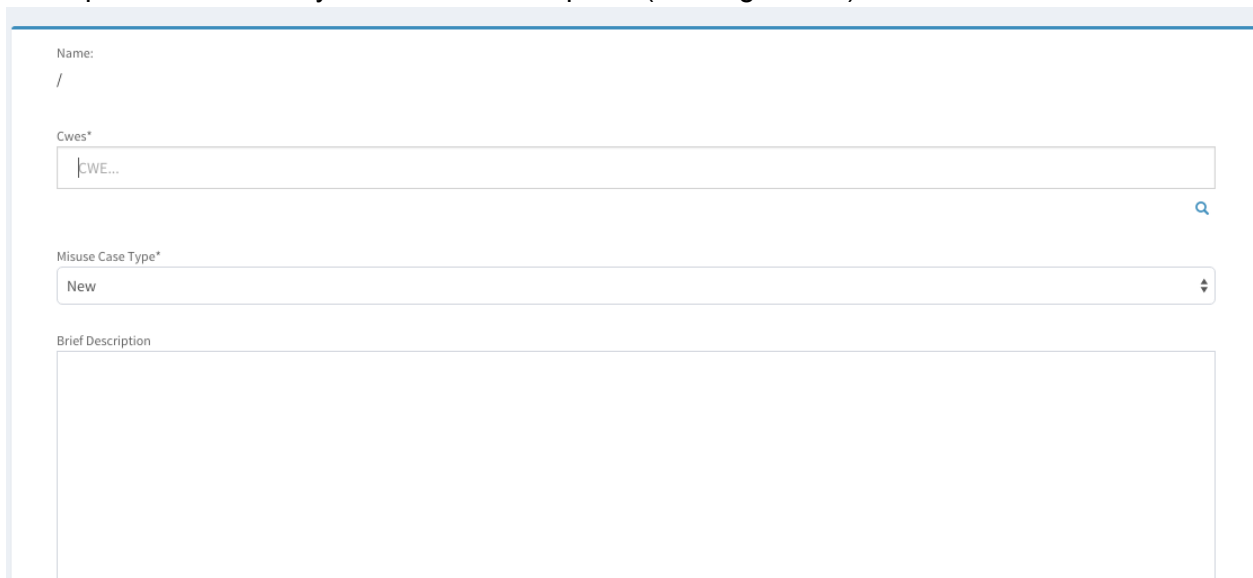 Name:
/
Cwes*
CWE...
Misuse Case Type*
New
Brief Description